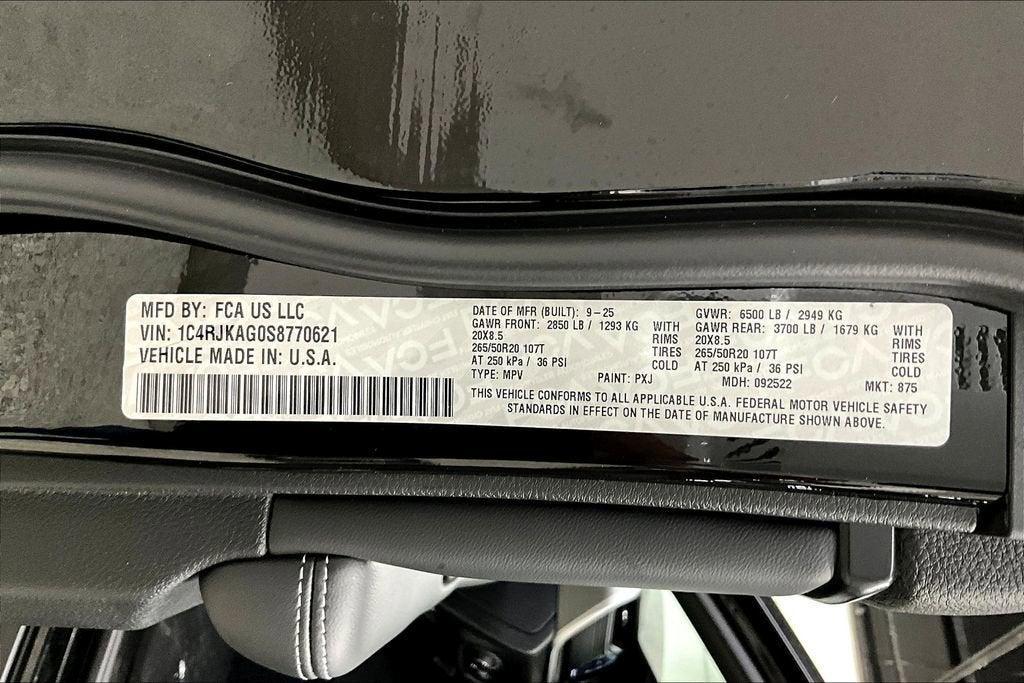 MFD BY: FCA US LLC
VIN: 1C4RJKAG0S8770621
VEHICLE MADE IN: U.S.A.
DATE OF MFR (BUILT): 9-25
GAWR FRONT: 2850 LB / 1293 KG WITH
20X8.5 RIMS
265/50R20 107T TIRES
AT 250 kPa / 36 PSI COLD
TYPE: MPV PAINT: PXJ
GVWR: 6500 LB / 2949 KG
GAWR REAR: 3700 LB / 1679 KG WITH
20X8.5 RIMS
265/50R20 107T TIRES
AT 250 kPa / 36 PSI COLD
MDH: 092522 MKT: 875
THIS VEHICLE CONFORMS TO ALL APPLICABLE U.S.A. FEDERAL MOTOR VEHICLE SAFETY
STANDARDS IN EFFECT ON THE DATE OF MANUFACTURE SHOWN ABOVE.